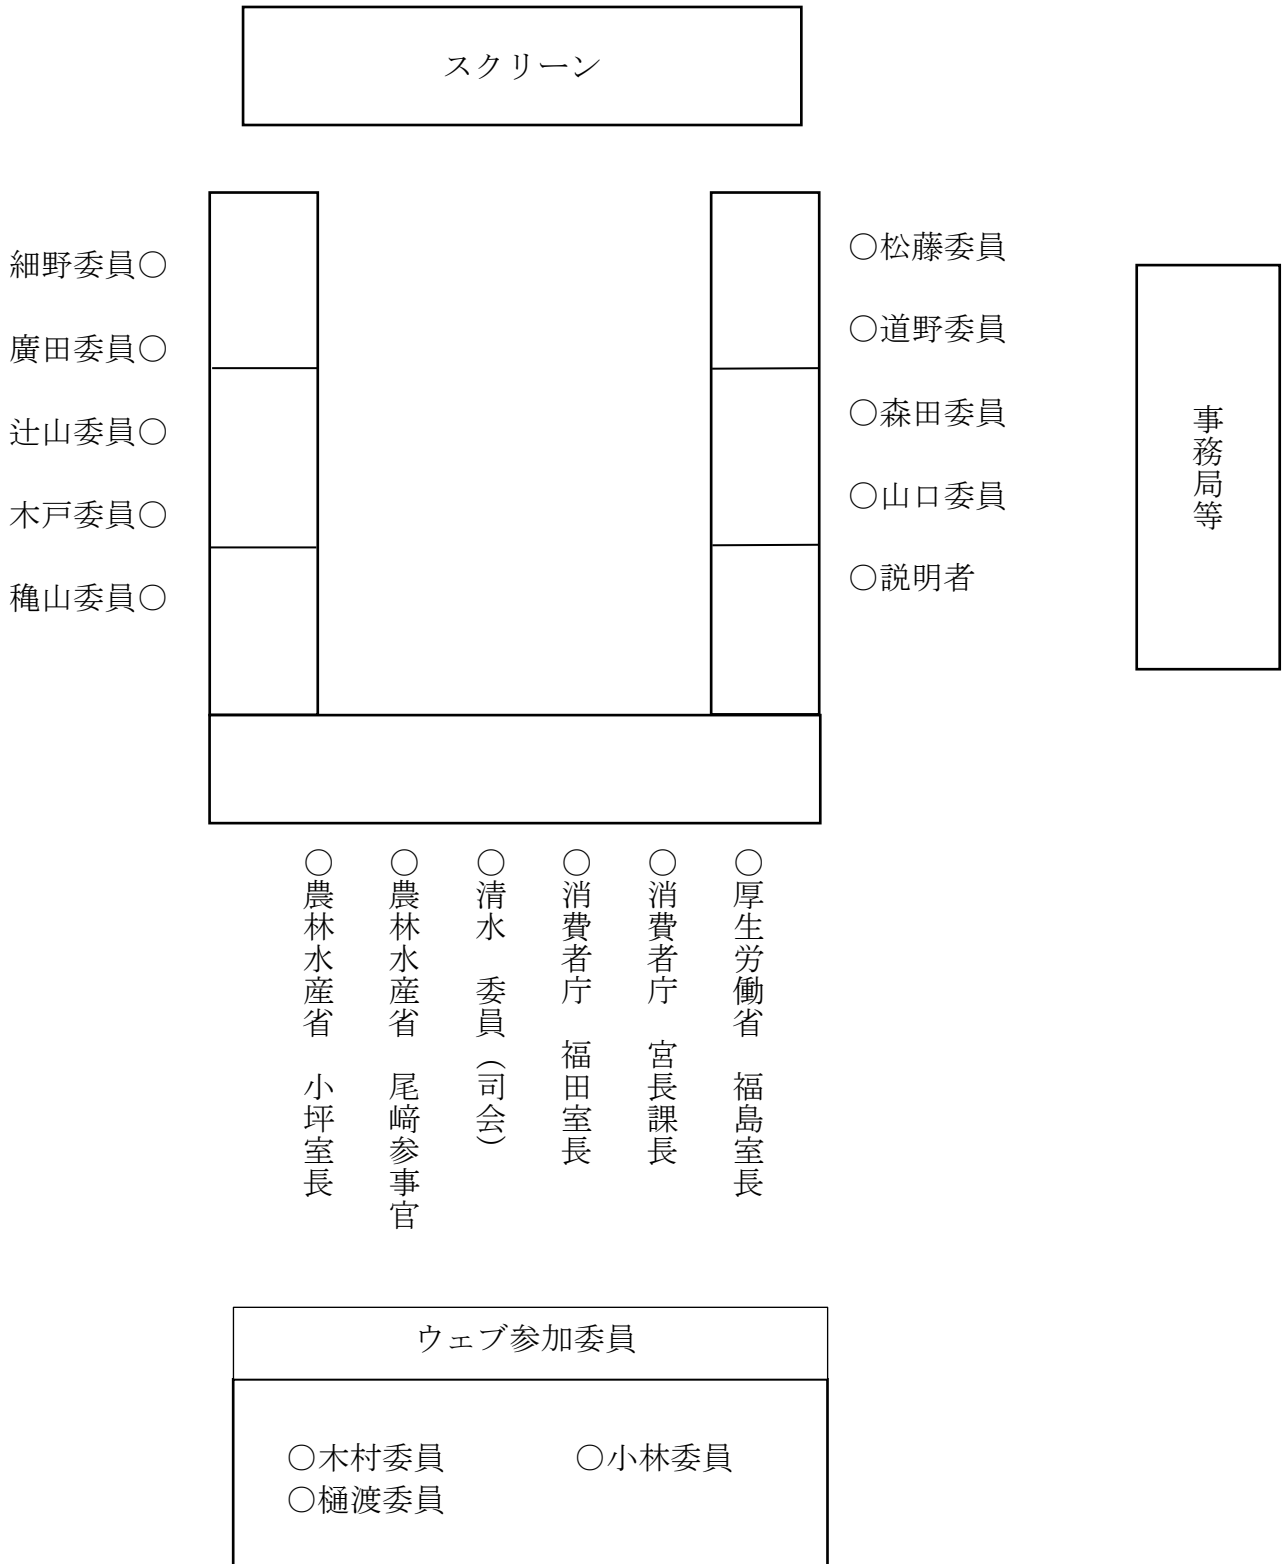 スクリーン
細野委員○
廣田委員○
辻山委員○
木戸委員○
穐山委員○
○松藤委員
○道野委員
○森田委員
○山口委員
○説明者
事務局等
○農林水産省　小坪室長
○農林水産省　尾﨑参事官
○清水　委員（司会）
○消費者庁　福田室長
○消費者庁　宮長課長
○厚生労働省　福島室長
ウェブ参加委員
○木村委員　○小林委員
○樋渡委員